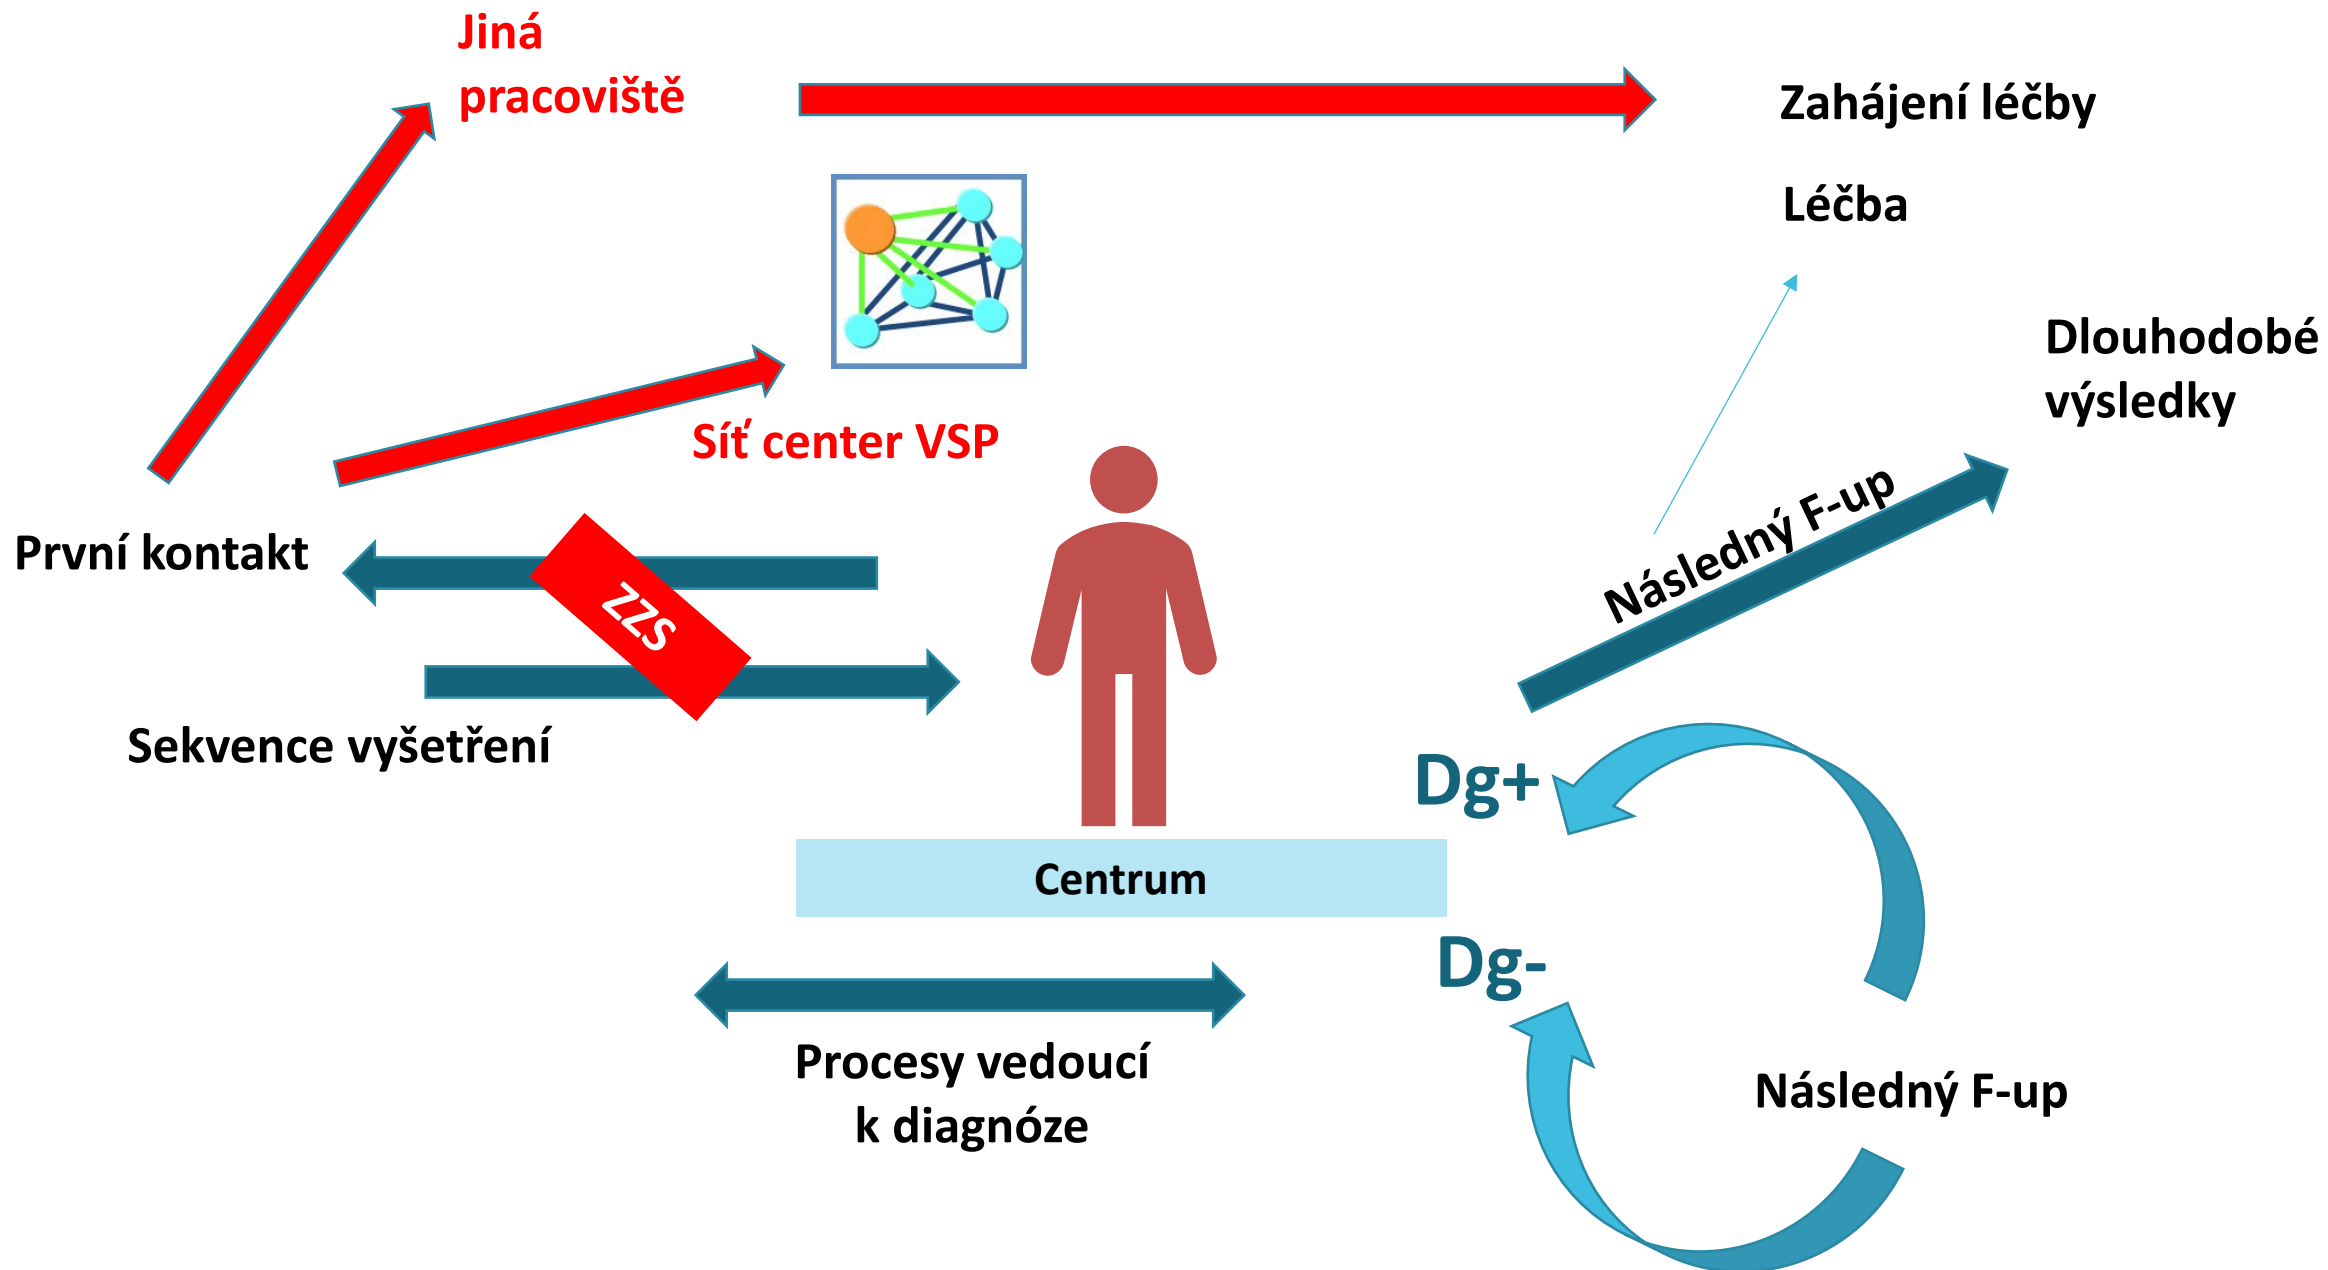 Jiná
pracoviště
Zahájení léčby
Léčba
Dlouhodobé
výsledky
Síť center VSP
Následný F-up
První kontakt
ZZS
Sekvence vyšetření
Dg+
Centrum
Dg-
Procesy vedoucí
k diagnóze
Následný F-up